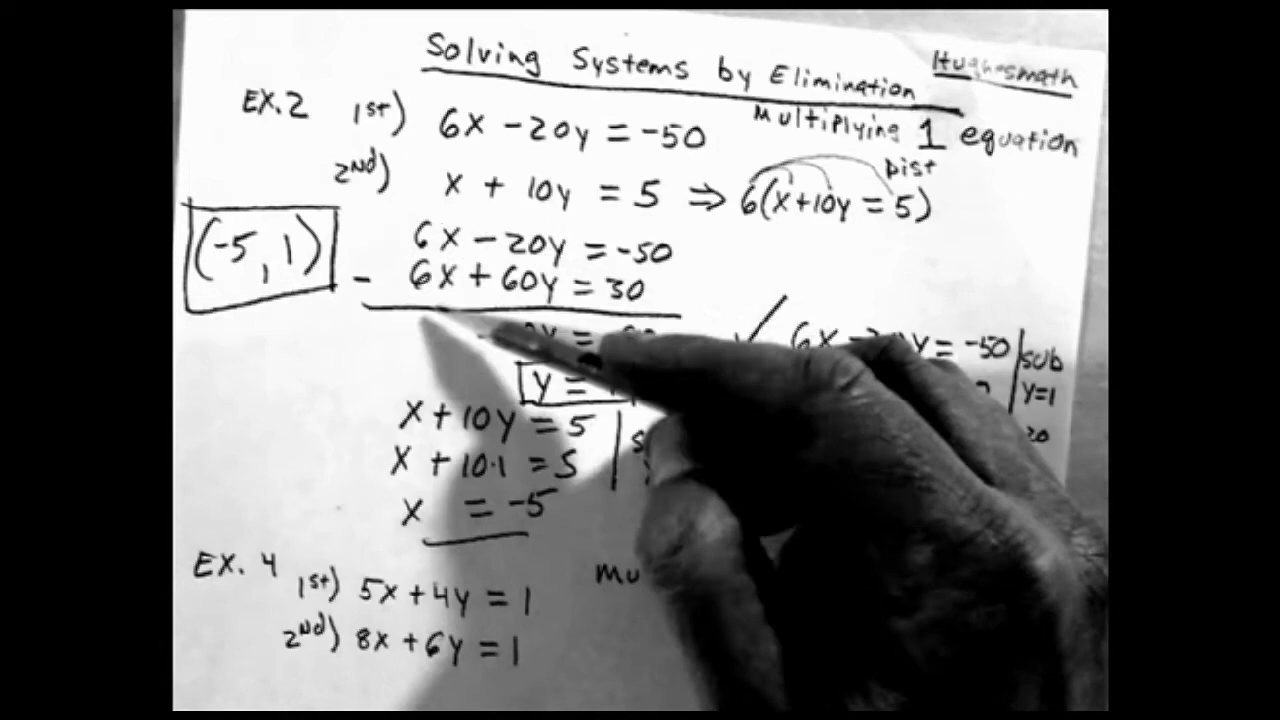 Solving Systems by Elimination
Hughesmath
EX.2 1st) 6x -20y = -50
Multiplying 1 equation
2nd) x + 10y = 5 ⇒ 6(x+10y = 5)
Dist
(-5, 1)
6x - 20y = -50
- 6x + 60y = 30
y =
✓ 6x y = -50 | sub
y=1
x + 10y = 5
x + 10·1 = 5
x = -5
EX. 4 1st) 5x + 4y = 1
2nd) 8x + 6y = 1